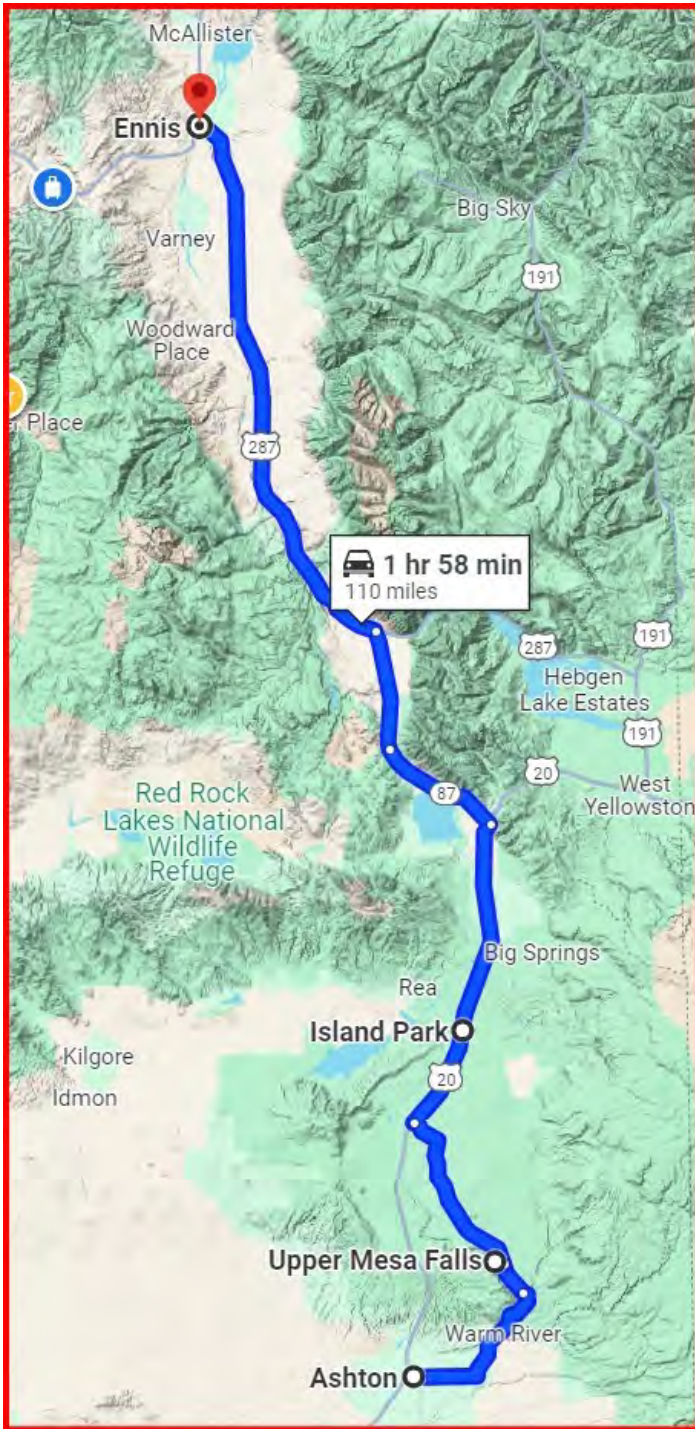 McAllister
Ennis
Big Sky
191
Varney
Woodward
Place
r Place
287
1 hr 58 min
110 miles
287
191
Hebgen
Lake Estates
191
20
West
Yellowston
87
Red Rock
Lakes National
Wildlife
Refuge
Big Springs
Rea
Island Park
Kilgore
20
Idmon
Upper Mesa Falls
Warm River
Ashton